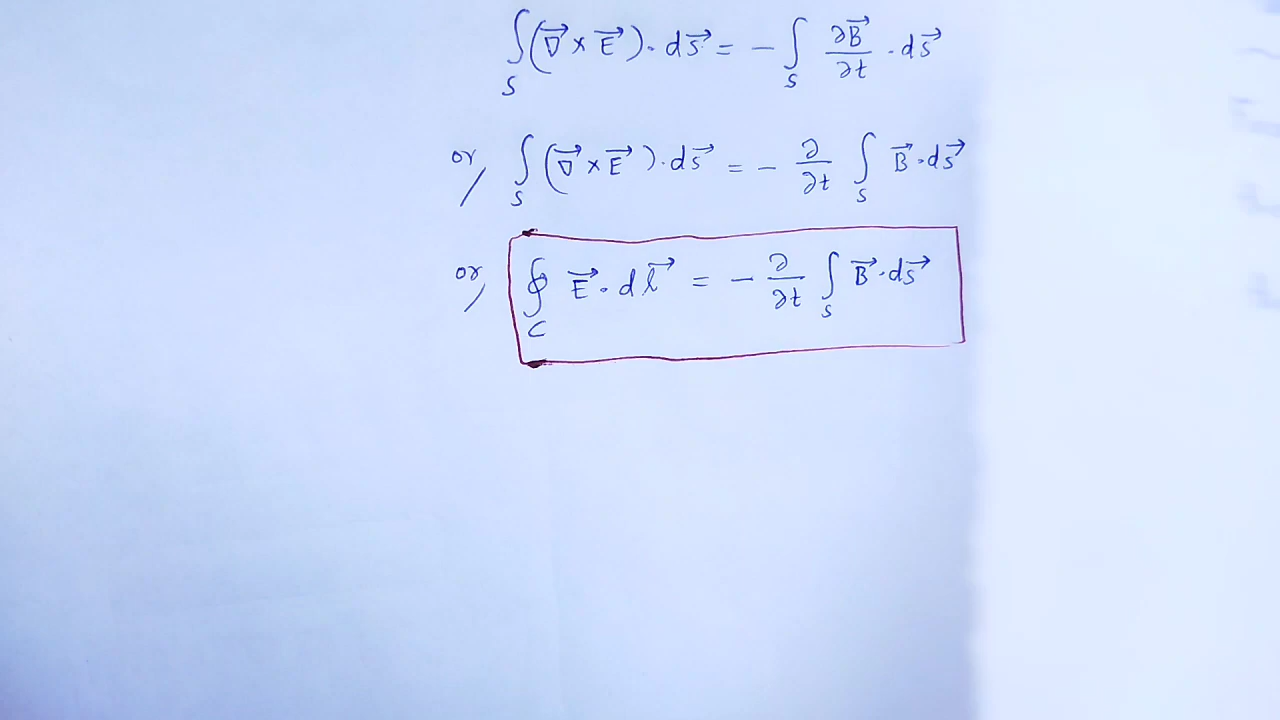 ∫_S (∇⃗ × E⃗) · ds⃗ = − ∫_S ∂B⃗/∂t · ds⃗
or, ∫_S (∇⃗ × E⃗) · ds⃗ = − ∂/∂t ∫_S B⃗ · ds⃗
or, ∮_C E⃗ · dl⃗ = − ∂/∂t ∫_S B⃗ · ds⃗